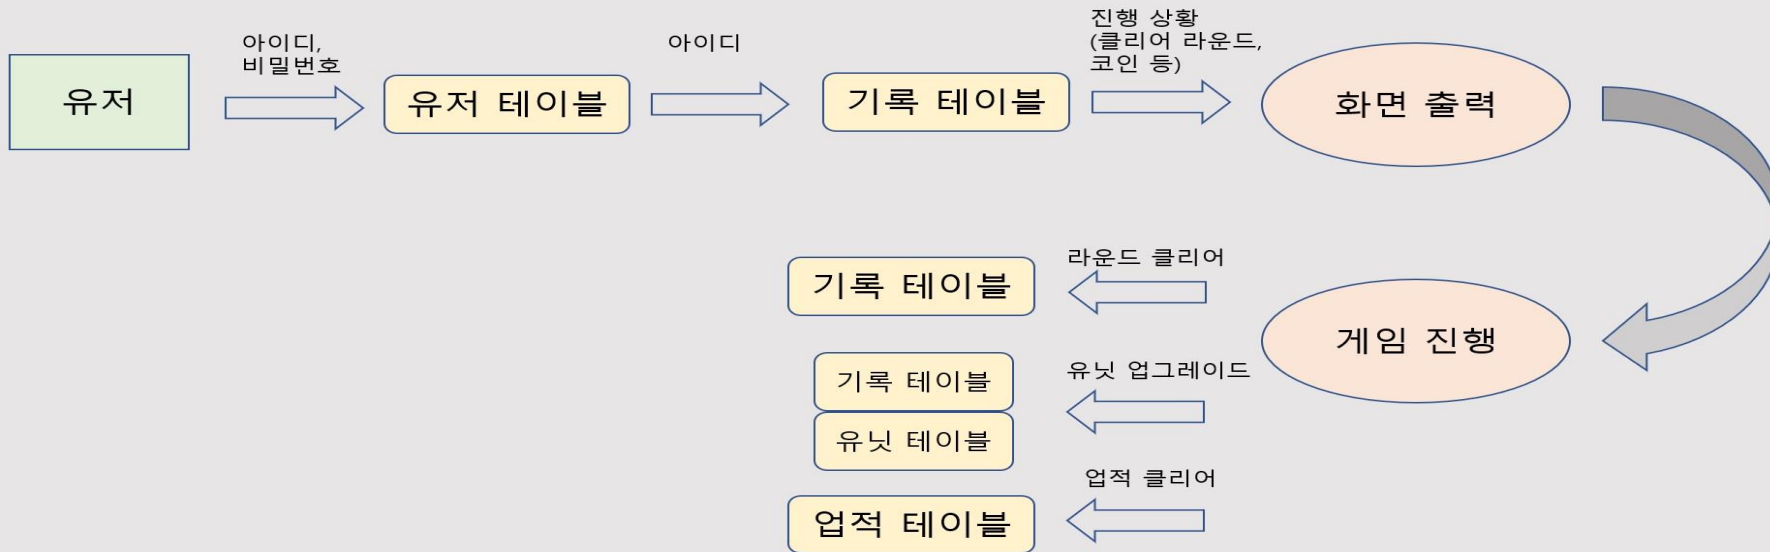 유저
아이디,
비밀번호
유저 테이블
아이디
기록 테이블
진행 상황
(클리어 라운드,
코인 등)
화면 출력
게임 진행
라운드 클리어
기록 테이블
유닛 업그레이드
기록 테이블
유닛 테이블
업적 클리어
업적 테이블